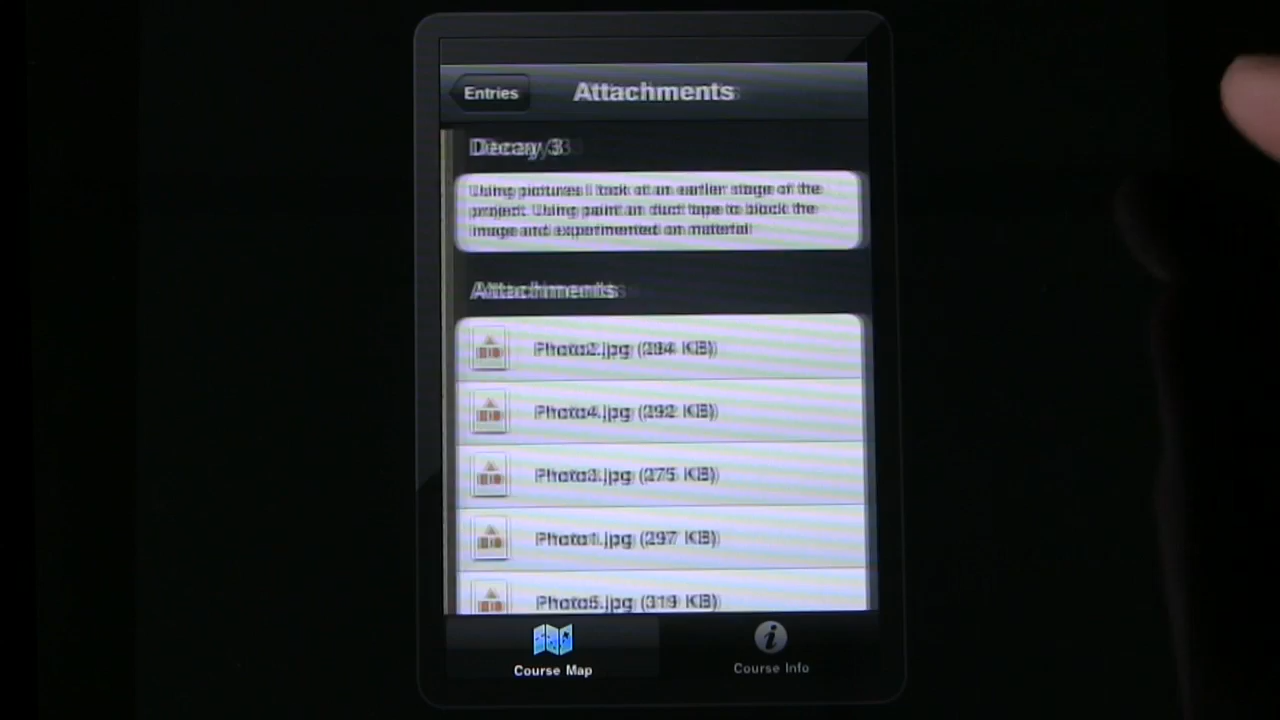 Entries
Attachments
Decay 3
Using pictures I took at an earlier stage of the
project. Using paint an duct tape to block the
image and experimented on material
Attachments
Photo2.jpg (284 KB)
Photo4.jpg (292 KB)
Photo3.jpg (275 KB)
Photo1.jpg (297 KB)
Photo5.jpg (319 KB)
Course Map
Course Info